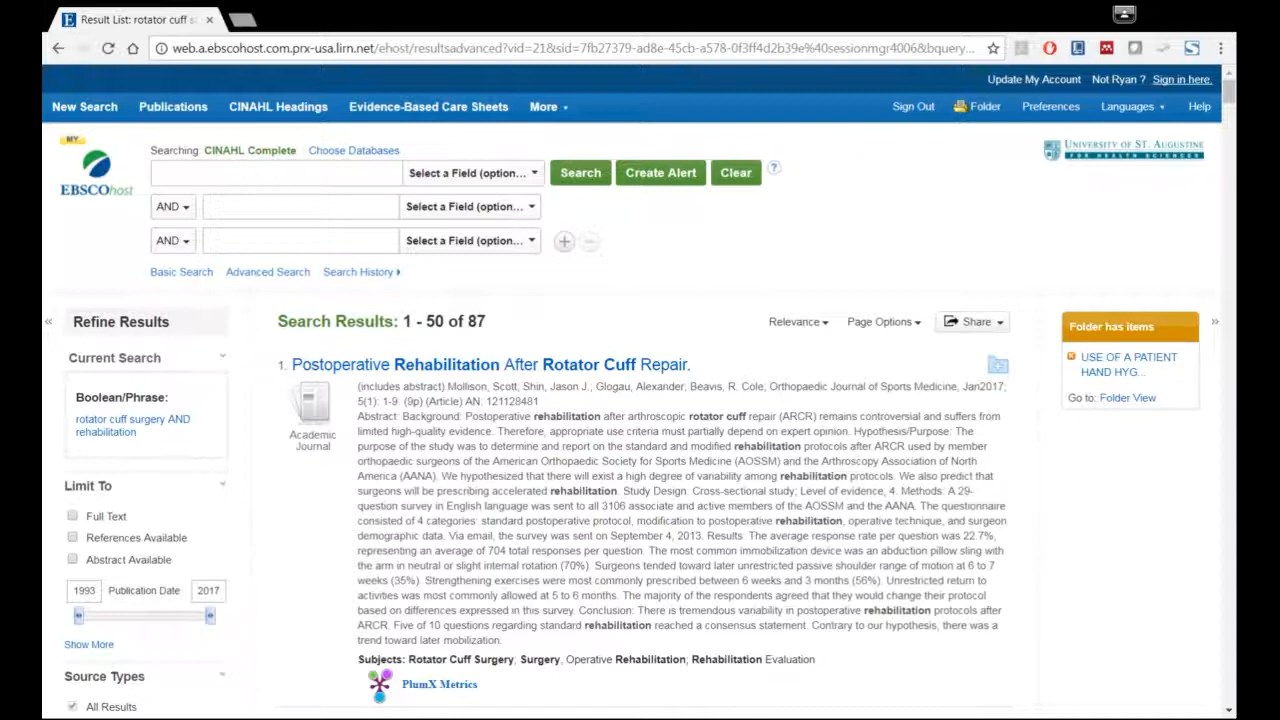 Result List: rotator cuff s
web.a.ebscohost.com.prx-usa.lirn.net/ehost/resultsadvanced?vid=21&sid=7fb27379-ad8e-45cb-a578-0f3ff4d2b39e%40sessionmgr4006&bquery...
Update My Account Not Ryan ? Sign in here.
New Search Publications CINAHL Headings Evidence-Based Care Sheets More Sign Out Folder Preferences Languages Help
MY
EBSCOhost
Searching CINAHL Complete Choose Databases
Select a Field (option... Search Create Alert Clear ?
AND Select a Field (option...
AND Select a Field (option...
Basic Search Advanced Search Search History
UNIVERSITY OF ST. AUGUSTINE
FOR HEALTH SCIENCES
« Refine Results
Current Search
Boolean/Phrase:
rotator cuff surgery AND
rehabilitation
Limit To
Full Text
References Available
Abstract Available
1993 Publication Date 2017
Show More
Source Types
All Results
Search Results: 1 - 50 of 87
Relevance Page Options Share
1. Postoperative Rehabilitation After Rotator Cuff Repair.
Academic
Journal
(includes abstract) Mollison, Scott; Shin, Jason J.; Glogau, Alexander; Beavis, R. Cole; Orthopaedic Journal of Sports Medicine, Jan2017;
5(1): 1-9. (9p) (Article) AN: 121128481
Abstract: Background: Postoperative rehabilitation after arthroscopic rotator cuff repair (ARCR) remains controversial and suffers from
limited high-quality evidence. Therefore, appropriate use criteria must partially depend on expert opinion. Hypothesis/Purpose: The
purpose of the study was to determine and report on the standard and modified rehabilitation protocols after ARCR used by member
orthopaedic surgeons of the American Orthopaedic Society for Sports Medicine (AOSSM) and the Arthroscopy Association of North
America (AANA). We hypothesized that there will exist a high degree of variability among rehabilitation protocols. We also predict that
surgeons will be prescribing accelerated rehabilitation. Study Design: Cross-sectional study; Level of evidence, 4. Methods: A 29-
question survey in English language was sent to all 3106 associate and active members of the AOSSM and the AANA. The questionnaire
consisted of 4 categories: standard postoperative protocol, modification to postoperative rehabilitation, operative technique, and surgeon
demographic data. Via email, the survey was sent on September 4, 2013. Results: The average response rate per question was 22.7%,
representing an average of 704 total responses per question. The most common immobilization device was an abduction pillow sling with
the arm in neutral or slight internal rotation (70%). Surgeons tended toward later unrestricted passive shoulder range of motion at 6 to 7
weeks (35%). Strengthening exercises were most commonly prescribed between 6 weeks and 3 months (56%). Unrestricted return to
activities was most commonly allowed at 5 to 6 months. The majority of the respondents agreed that they would change their protocol
based on differences expressed in this survey. Conclusion: There is tremendous variability in postoperative rehabilitation protocols after
ARCR. Five of 10 questions regarding standard rehabilitation reached a consensus statement. Contrary to our hypothesis, there was a
trend toward later mobilization.
Subjects: Rotator Cuff Surgery; Surgery, Operative Rehabilitation; Rehabilitation Evaluation
PlumX Metrics
Folder has items »
USE OF A PATIENT
HAND HYG...
Go to: Folder View